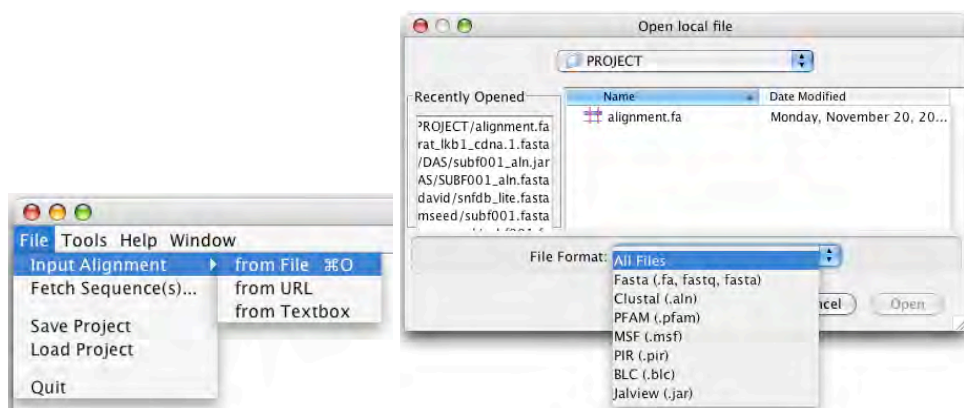 File Tools Help Window
Input Alignment
Fetch Sequence(s)...
Save Project
Load Project
Quit
from File ⌘O
from URL
from Textbox
Open local file
PROJECT
Recently Opened
PROJECT/alignment.fa
rat_lkb1_cdna.1.fasta
/DAS/subf001_aln.jar
AS/SUBF001_aln.fasta
david/snfdb_lite.fasta
mseed/subf001.fasta
Name Date Modified
alignment.fa Monday, November 20, 20...
File Format:
All Files
Fasta (.fa, fastq, fasta)
Clustal (.aln)
PFAM (.pfam)
MSF (.msf)
PIR (.pir)
BLC (.blc)
Jalview (.jar)
ncel Open